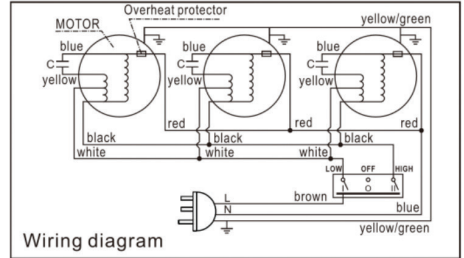 Overheat protector
MOTOR
yellow/green
blue
blue
blue
C
C
C
yellow
yellow
yellow
red
red
red
black
black
black
white
white
white
LOW OFF HIGH
I O II
brown
L
N
blue
yellow/green
Wiring diagram